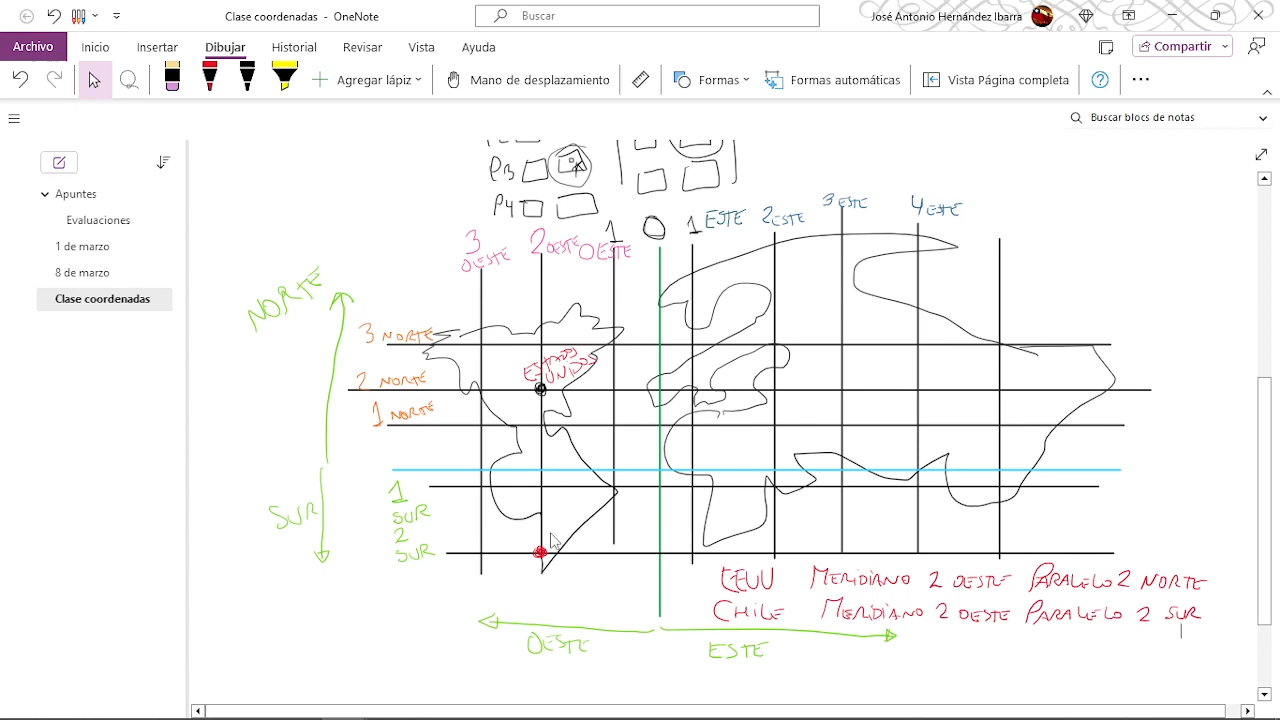 Clase coordenadas - OneNote
Buscar
José Antonio Hernández Ibarra
Archivo
Inicio
Insertar
Dibujar
Historial
Revisar
Vista
Ayuda
Compartir
Agregar lápiz
Mano de desplazamiento
Formas
Formas automáticas
Vista Página completa
Buscar blocs de notas
Apuntes
Evaluaciones
1 de marzo
8 de marzo
Clase coordenadas
P3
P4
3 OESTE
2 OESTE
1 OESTE
0
1 ESTE
2 ESTE
3 ESTE
4 ESTE
NORTE
3 NORTE
ESTADOS
UNIDOS
2 NORTE
1 NORTE
SUR
1
SUR
2
SUR
EEUU MERIDIANO 2 OESTE PARALELO 2 NORTE
CHILE MERIDIANO 2 OESTE PARALELO 2 SUR
OESTE
ESTE